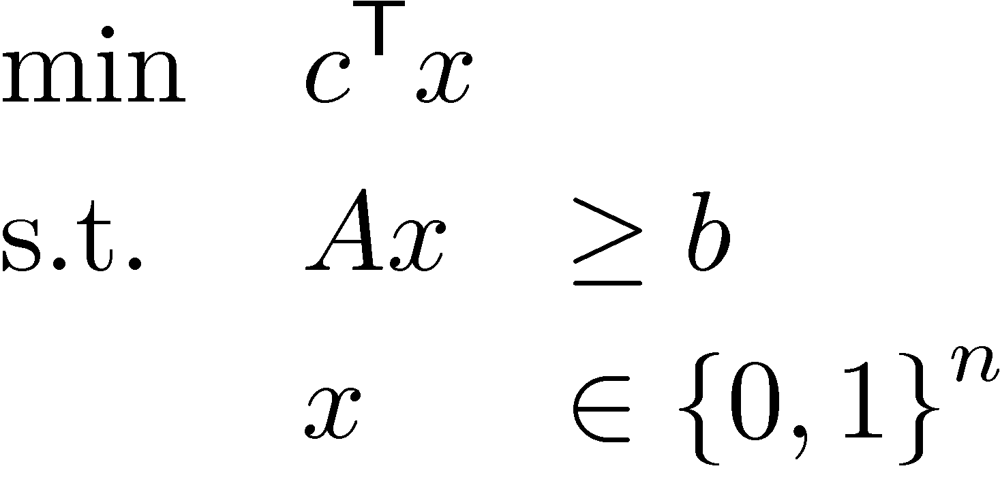 min c⊤x
s.t. Ax ≥ b
x ∈ {0, 1}ⁿ